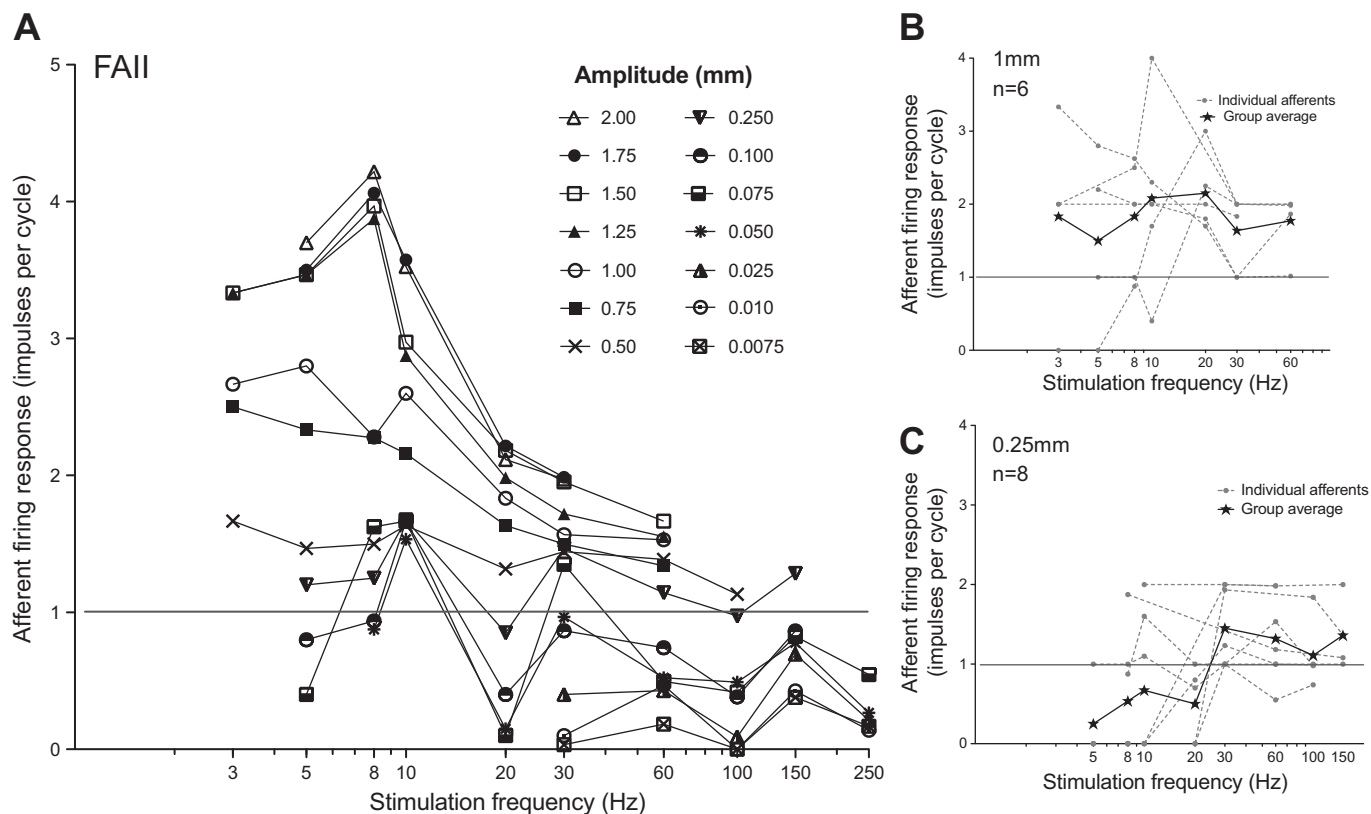 A
FAII
Afferent firing response (impulses per cycle)
5
4
3
2
1
0
3 5 8 10 20 30 60 100 150 250
Stimulation frequency (Hz)
Amplitude (mm)
2.00 0.250
1.75 0.100
1.50 0.075
1.25 0.050
1.00 0.025
0.75 0.010
0.50 0.0075
B
1mm
n=6
Individual afferents
Group average
Afferent firing response
(impulses per cycle)
4
3
2
1
0
3 5 8 10 20 30 60
Stimulation frequency (Hz)
C
0.25mm
n=8
Individual afferents
Group average
Afferent firing response
(impulses per cycle)
4
3
2
1
0
5 8 10 20 30 60 100 150
Stimulation frequency (Hz)